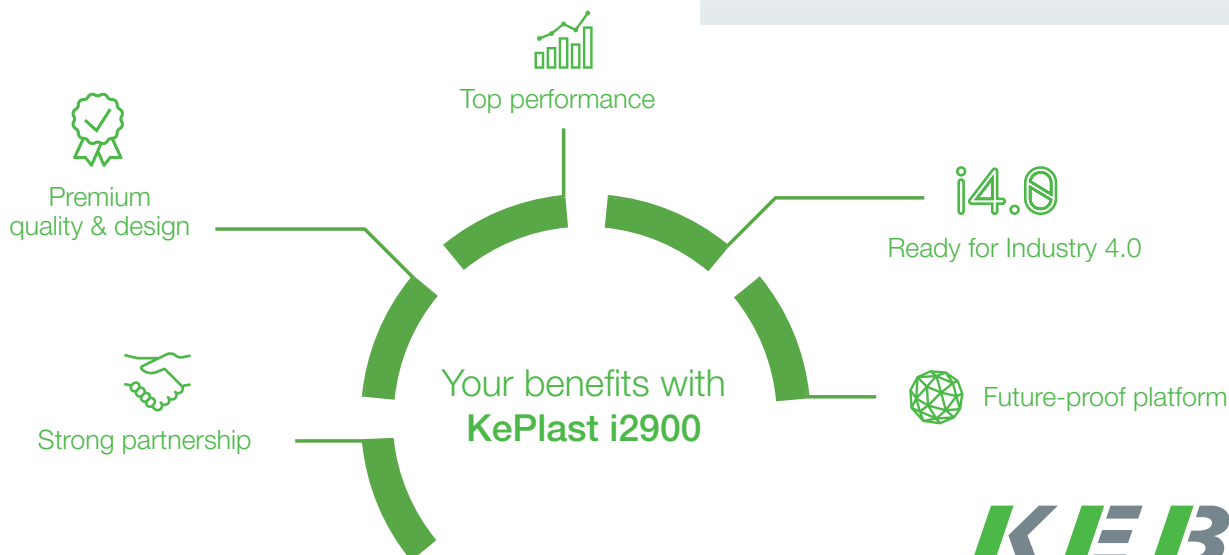 Top performance
Premium
quality & design
i4.0
Ready for Industry 4.0
Your benefits with
KePlast i2900
Future-proof platform
Strong partnership
KEB